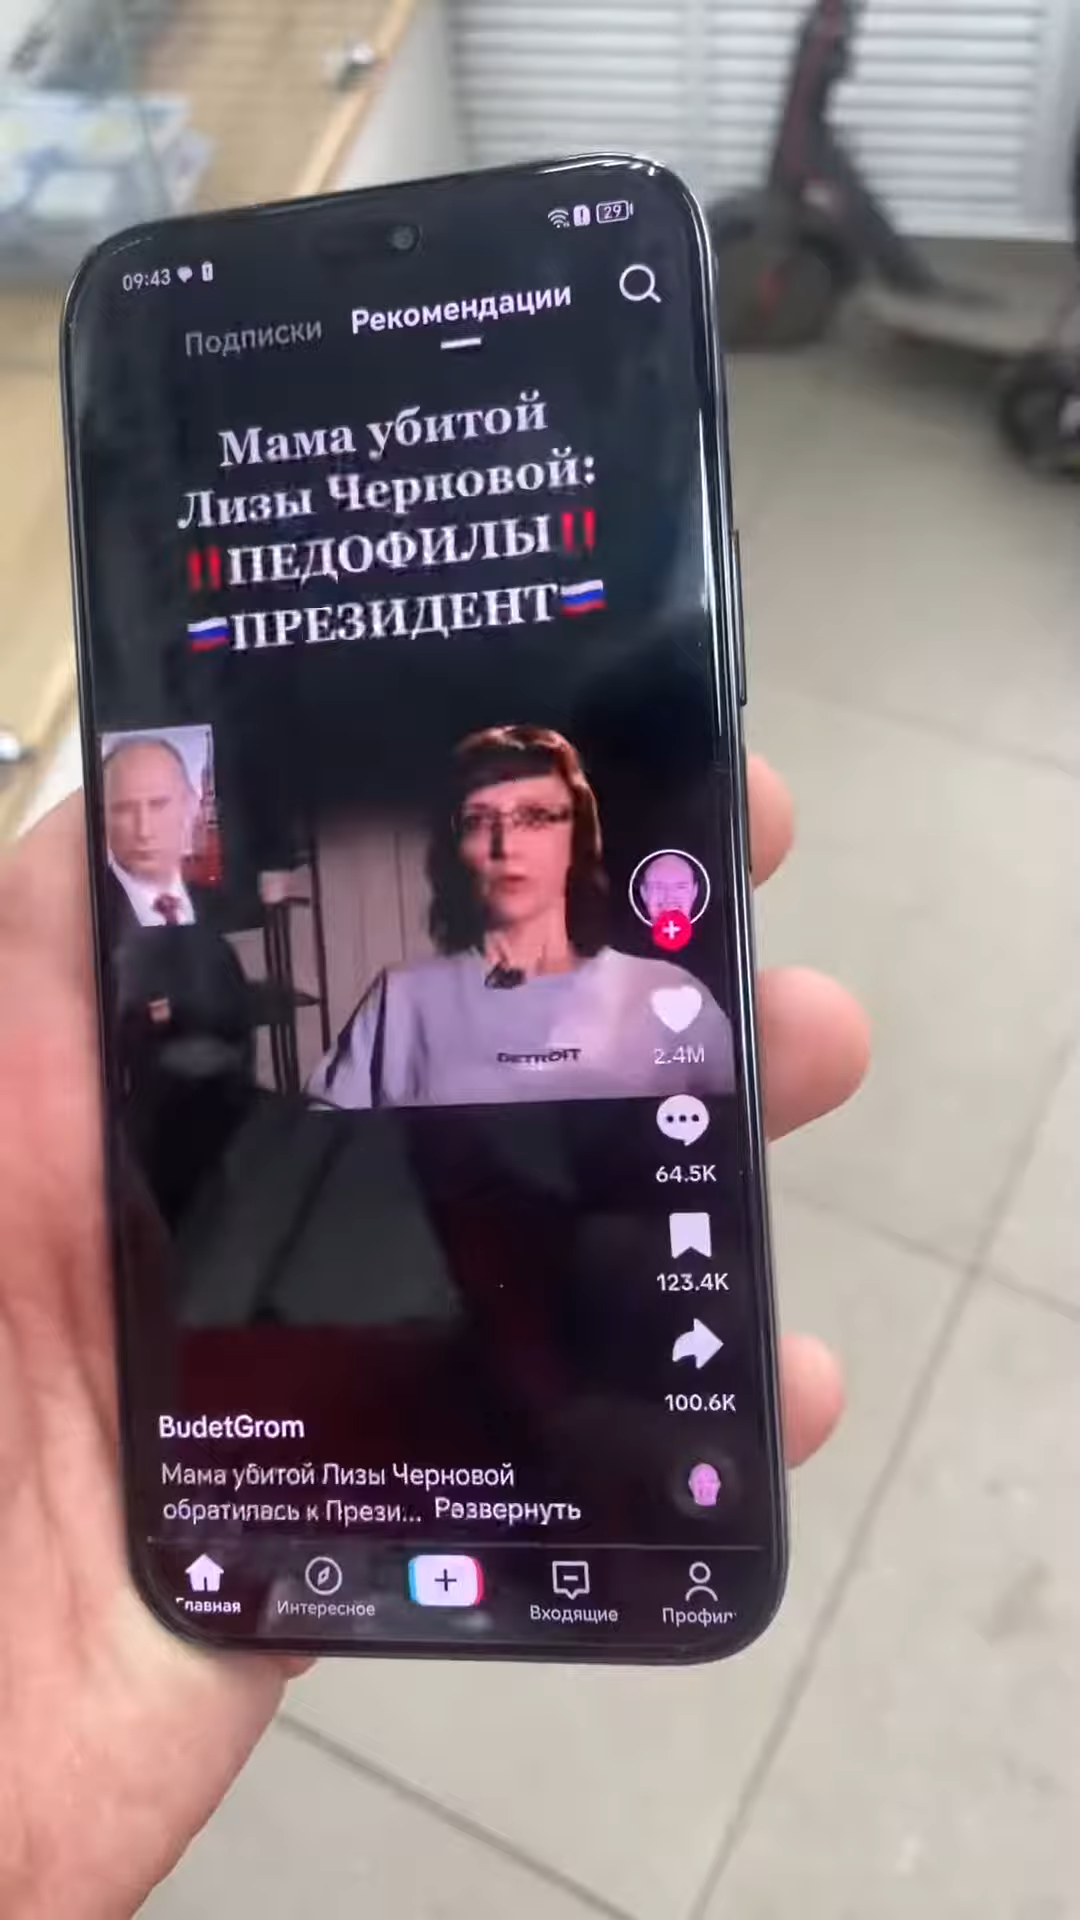 09:43
29
Подписки
Рекомендации
Мама убитой
Лизы Черновой:
‼️ПЕДОФИЛЫ‼️
🇷🇺ПРЕЗИДЕНТ🇷🇺
DETROIT
2.4M
64.5K
123.4K
100.6K
BudetGrom
Мама убитой Лизы Черновой
обратилась к Прези... Развернуть
Главная
Интересное
Входящие
Профил